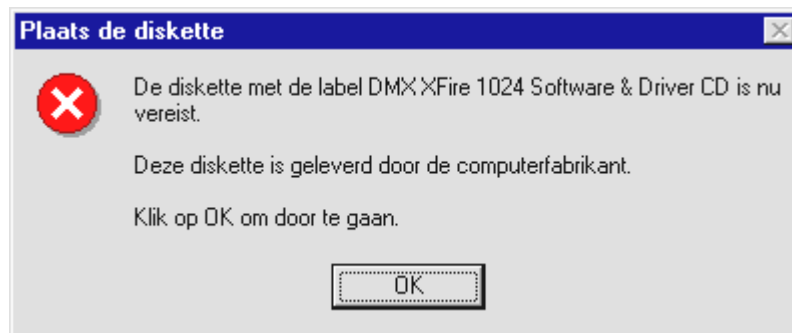 Plaats de diskette
De diskette met de label DMX XFire 1024 Software & Driver CD is nu
vereist.
Deze diskette is geleverd door de computerfabrikant.
Klik op OK om door te gaan.
OK